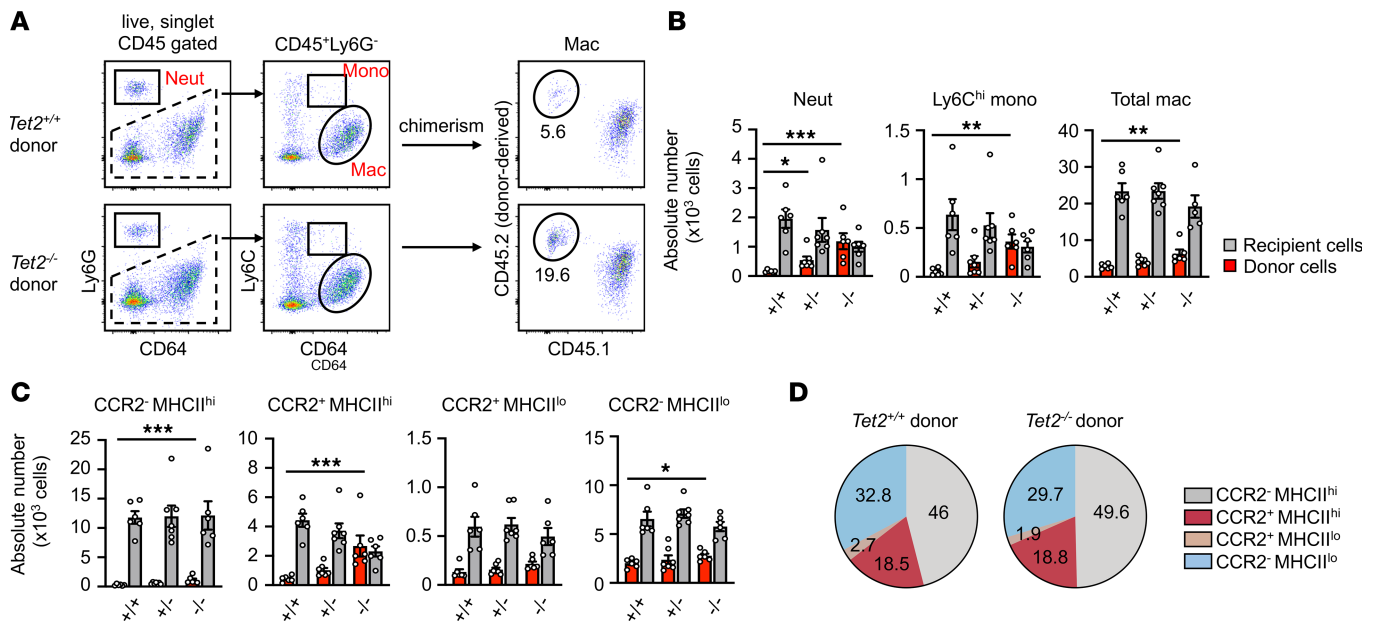 A
live, singlet
CD45 gated
CD45⁺Ly6G⁻
Mac
Neut
Mono
Mac
Tet2⁺/⁺
donor
chimerism
5.6
Tet2⁻/⁻
donor
19.6
Ly6G
Ly6C
CD45.2 (donor-derived)
CD64
CD64
CD64
CD45.1
B
Neut
Ly6Cʰⁱ mono
Total mac
Absolute number
(x10³ cells)
5
4
3
2
1
0
***
*
+/+
+/-
-/-
1.5
1
0.5
0
**
+/+
+/-
-/-
40
30
20
10
0
**
+/+
+/-
-/-
Recipient cells
Donor cells
C
CCR2⁻ MHCIIʰⁱ
CCR2⁺ MHCIIʰⁱ
CCR2⁺ MHCIIˡᵒ
CCR2⁻ MHCIIˡᵒ
Absolute number
(x10³ cells)
25
20
15
10
5
0
***
+/+
+/-
-/-
10
8
6
4
2
0
***
+/+
+/-
-/-
1.5
1.0
0.5
0
+/+
+/-
-/-
15
10
5
0
*
+/+
+/-
-/-
D
Tet2⁺/⁺ donor
Tet2⁻/⁻ donor
32.8
46
2.7
18.5
29.7
49.6
1.9
18.8
CCR2⁻ MHCIIʰⁱ
CCR2⁺ MHCIIʰⁱ
CCR2⁺ MHCIIˡᵒ
CCR2⁻ MHCIIˡᵒ